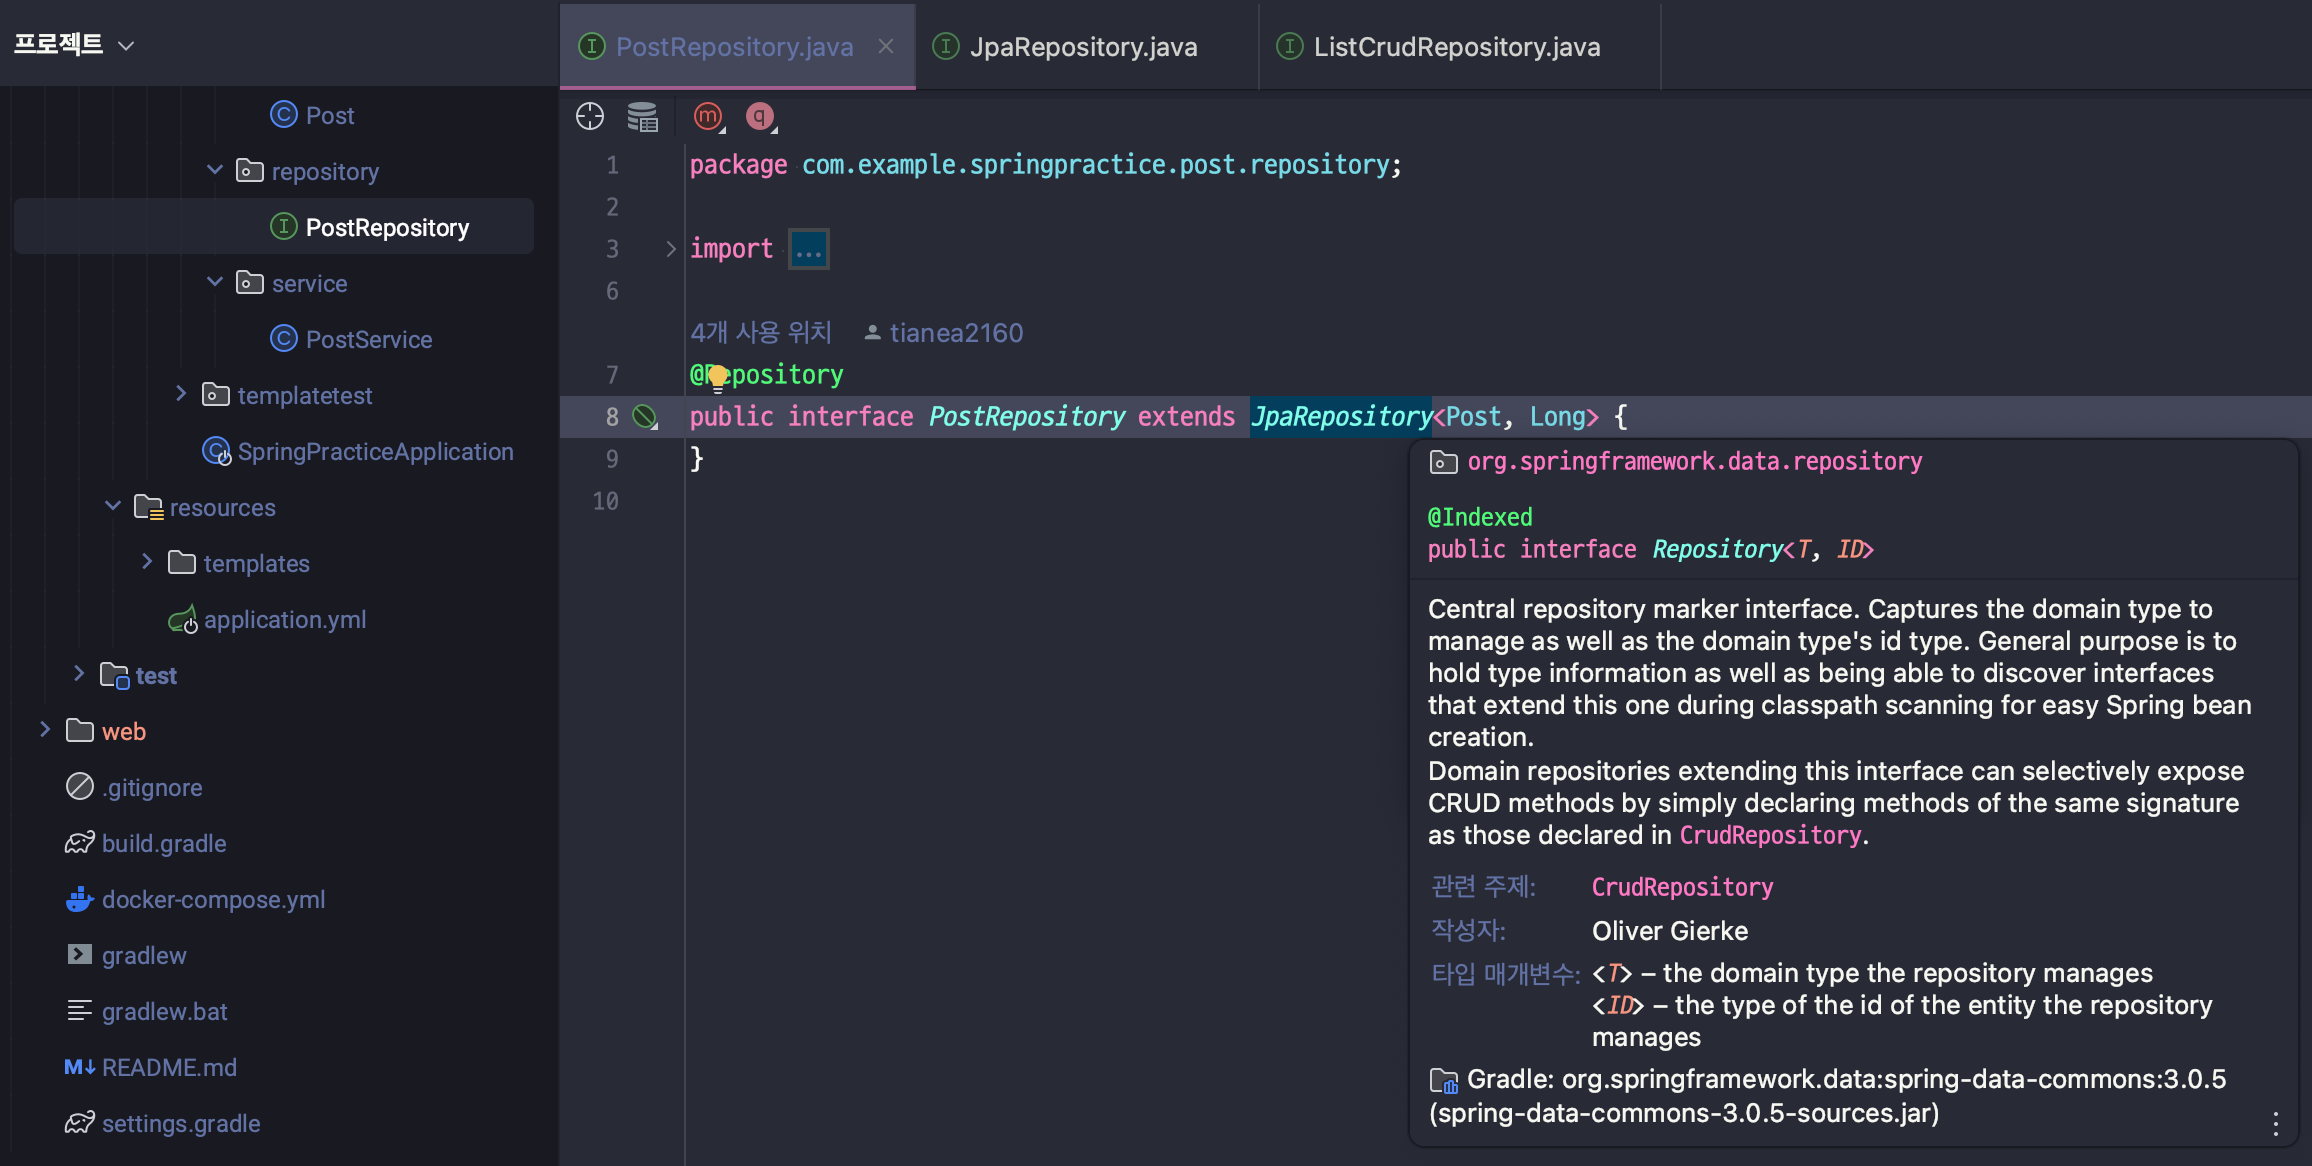 프로젝트
Post
repository
PostRepository
service
PostService
templatetest
SpringPracticeApplication
resources
templates
application.yml
test
web
.gitignore
build.gradle
docker-compose.yml
gradlew
gradlew.bat
README.md
settings.gradle
PostRepository.java
JpaRepository.java
ListCrudRepository.java
1 package com.example.springpractice.post.repository;
2
3 import ...
6
4개 사용 위치 tianea2160
7 @Repository
8 public interface PostRepository extends JpaRepository<Post, Long> {
9 }
10
org.springframework.data.repository
@Indexed
public interface Repository<T, ID>
Central repository marker interface. Captures the domain type to
manage as well as the domain type's id type. General purpose is to
hold type information as well as being able to discover interfaces
that extend this one during classpath scanning for easy Spring bean
creation.
Domain repositories extending this interface can selectively expose
CRUD methods by simply declaring methods of the same signature
as those declared in CrudRepository.
관련 주제: CrudRepository
작성자: Oliver Gierke
타입 매개변수: <T> – the domain type the repository manages
<ID> – the type of the id of the entity the repository
manages
Gradle: org.springframework.data:spring-data-commons:3.0.5
(spring-data-commons-3.0.5-sources.jar)